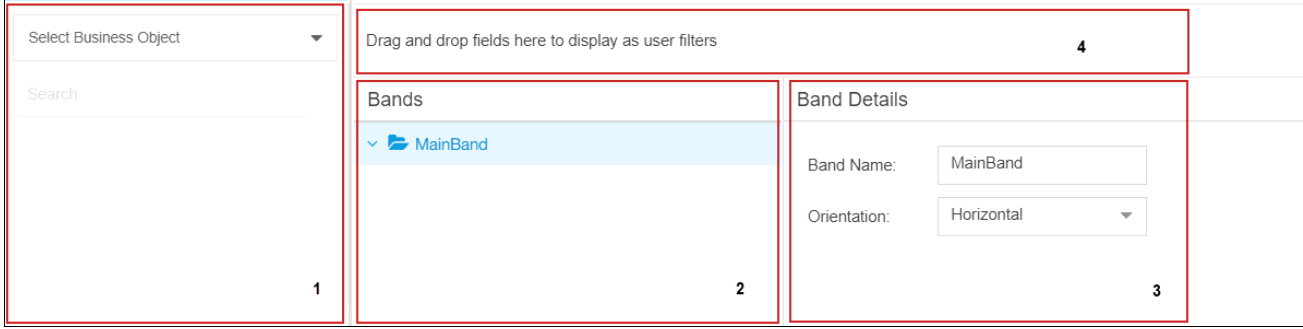 Select Business Object
Search
1
Drag and drop fields here to display as user filters
4
Bands
MainBand
2
Band Details
Band Name: MainBand
Orientation: Horizontal
3